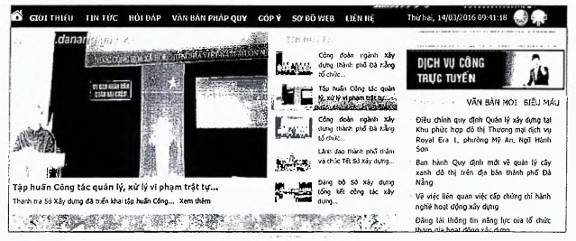 GIỚI THIỆU TIN TỨC HỎI ĐÁP VĂN BẢN PHÁP QUY GÓP Ý SƠ ĐỒ WEB LIÊN HỆ Thứ hai, 14/03/2016 09:41:18
.danang
Tập huấn Công tác quản lý, xử lý vi phạm trật tự...
Thanh tra Sở Xây dựng đã triển khai tập huấn Công... Xem thêm
Công đoàn ngành Xây
dựng thành phố Đà Nẵng
tổ chức...
Tập huấn Công tác quản
lý, xử lý vi phạm trật tự...
Công đoàn ngành Xây
dựng thành phố Đà Nẵng
tổ chức...
Lãnh đạo thành phố thăm
và chúc Tết Sở Xây dựng...
Đảng bộ Sở Xây dựng
tổng kết công tác xây
dựng...
DỊCH VỤ CÔNG
TRỰC TUYẾN
VĂN BẢN MỚI BIỂU MẪU
Điều chỉnh quy định Quản lý xây dựng tại
Khu phức hợp đô thị Thương mại dịch vụ
Royal Era 1, phường Mỹ An, Ngũ Hành
Sơn
Ban hành Quy định mới về quản lý cây
xanh đô thị trên địa bàn thành phố Đà
Nẵng
Về việc liên quan việc cấp chứng chỉ hành
nghề hoạt động xây dựng
Đăng tải thông tin năng lực của tổ chức
tham gia hoạt động xây dựng